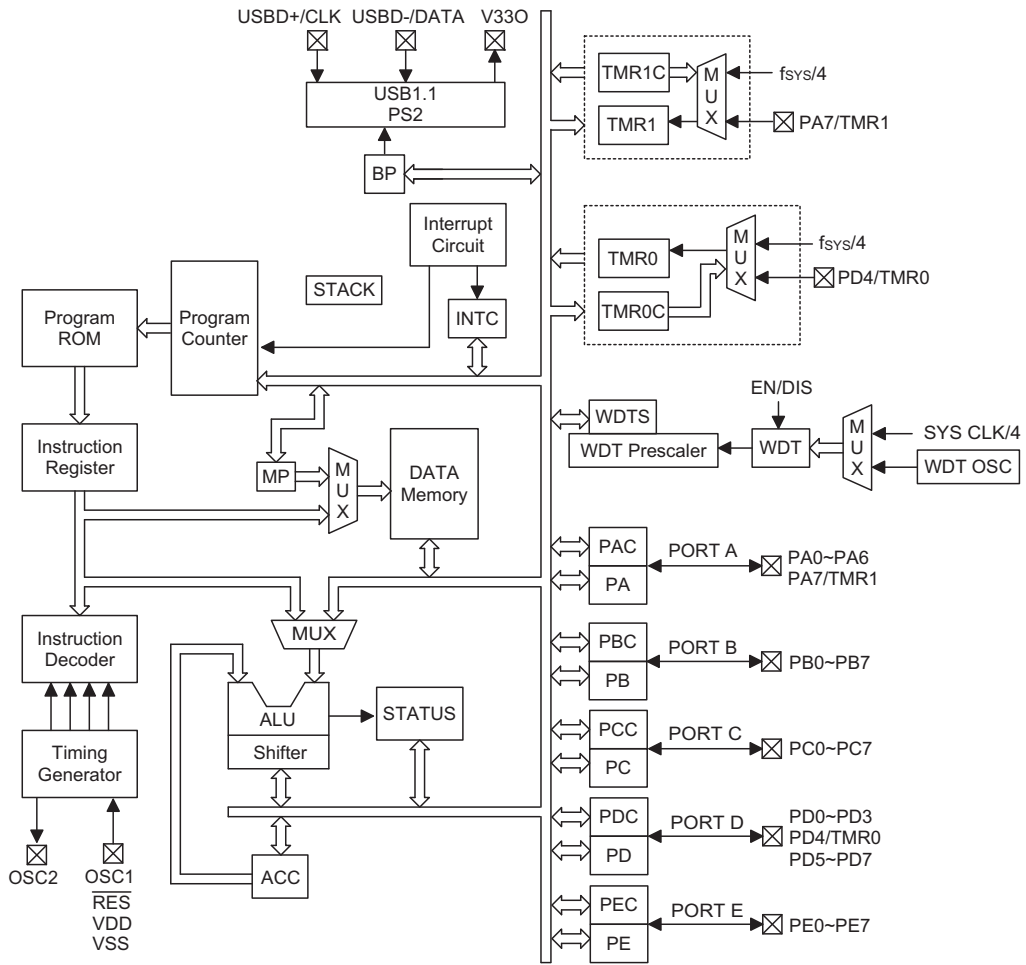 USBD+/CLK
USBD-/DATA
V33O
USB1.1
PS2
BP
TMR1C
TMR1
M
U
X
fSYS/4
PA7/TMR1
Interrupt
Circuit
STACK
INTC
TMR0
TMR0C
M
U
X
fSYS/4
PD4/TMR0
Program
ROM
Program
Counter
Instruction
Register
MP
M
U
X
DATA
Memory
WDTS
WDT Prescaler
EN/DIS
WDT
M
U
X
SYS CLK/4
WDT OSC
PAC
PA
PORT A
PA0~PA6
PA7/TMR1
Instruction
Decoder
MUX
PBC
PB
PORT B
PB0~PB7
ALU
Shifter
STATUS
PCC
PC
PORT C
PC0~PC7
Timing
Generator
PDC
PD
PORT D
PD0~PD3
PD4/TMR0
PD5~PD7
OSC2
OSC1
RES
VDD
VSS
ACC
PEC
PE
PORT E
PE0~PE7